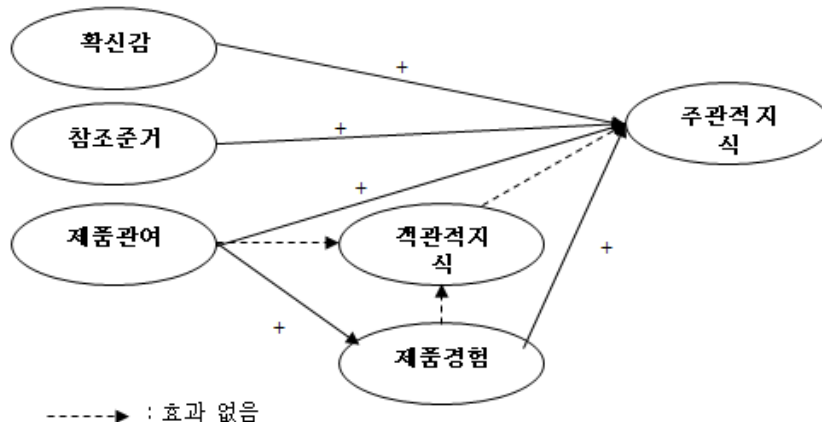 확신감
+
참조준거
+
주관적지
식
+
제품관여
객관적지
식
+
+
제품경험
: 효과 없음